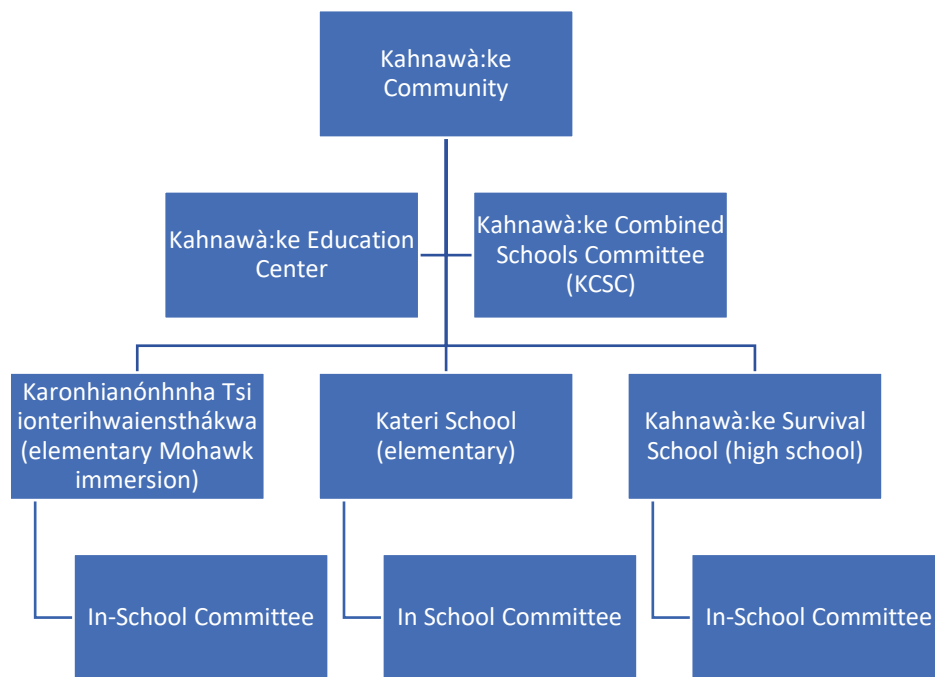 Kahnawà:ke
Community
Kahnawà:ke Education
Center
Kahnawà:ke Combined
Schools Committee
(KCSC)
Karonhianónhnha Tsi
ionterihwaiensthákwa
(elementary Mohawk
immersion)
Kateri School
(elementary)
Kahnawà:ke Survival
School (high school)
In-School Committee
In School Committee
In-School Committee